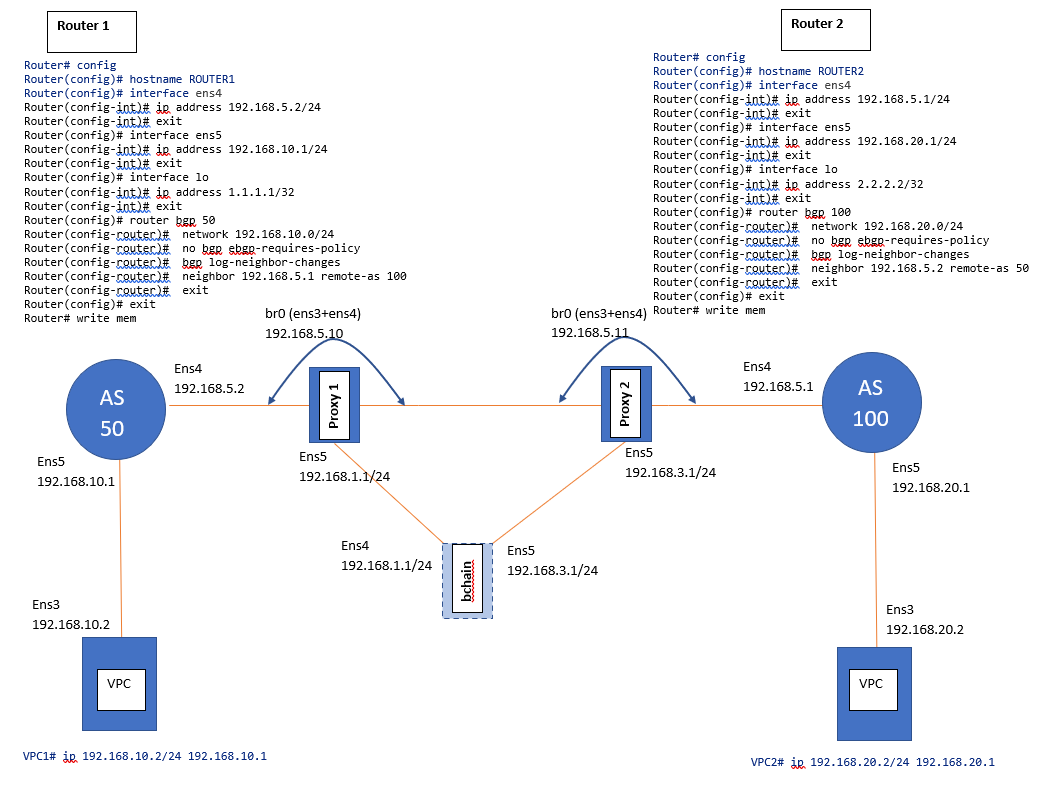 Router 1
Router# config
Router(config)# hostname ROUTER1
Router(config)# interface ens4
Router(config-int)# ip address 192.168.5.2/24
Router(config-int)# exit
Router(config)# interface ens5
Router(config-int)# ip address 192.168.10.1/24
Router(config-int)# exit
Router(config)# interface lo
Router(config-int)# ip address 1.1.1.1/32
Router(config-int)# exit
Router(config)# router bgp 50
Router(config-router)#  network 192.168.10.0/24
Router(config-router)#  no bgp ebgp-requires-policy
Router(config-router)#  bgp log-neighbor-changes
Router(config-router)#  neighbor 192.168.5.1 remote-as 100
Router(config-router)#  exit
Router(config)# exit
Router# write mem
Router 2
Router# config
Router(config)# hostname ROUTER2
Router(config)# interface ens4
Router(config-int)# ip address 192.168.5.1/24
Router(config-int)# exit
Router(config)# interface ens5
Router(config-int)# ip address 192.168.20.1/24
Router(config-int)# exit
Router(config)# interface lo
Router(config-int)# ip address 2.2.2.2/32
Router(config-int)# exit
Router(config)# router bgp 100
Router(config-router)#  network 192.168.20.0/24
Router(config-router)#  no bgp ebgp-requires-policy
Router(config-router)#  bgp log-neighbor-changes
Router(config-router)#  neighbor 192.168.5.2 remote-as 50
Router(config-router)#  exit
Router(config)# exit
Router# write mem
br0 (ens3+ens4)
192.168.5.10
br0 (ens3+ens4)
192.168.5.11
AS
50
Ens4
192.168.5.2
Proxy 1
Proxy 2
Ens4
192.168.5.1
AS
100
Ens5
192.168.10.1
Ens5
192.168.1.1/24
Ens5
192.168.3.1/24
Ens5
192.168.20.1
Ens4
192.168.1.1/24
bchain
Ens5
192.168.3.1/24
Ens3
192.168.10.2
Ens3
192.168.20.2
VPC
VPC
VPC1# ip 192.168.10.2/24 192.168.10.1
VPC2# ip 192.168.20.2/24 192.168.20.1